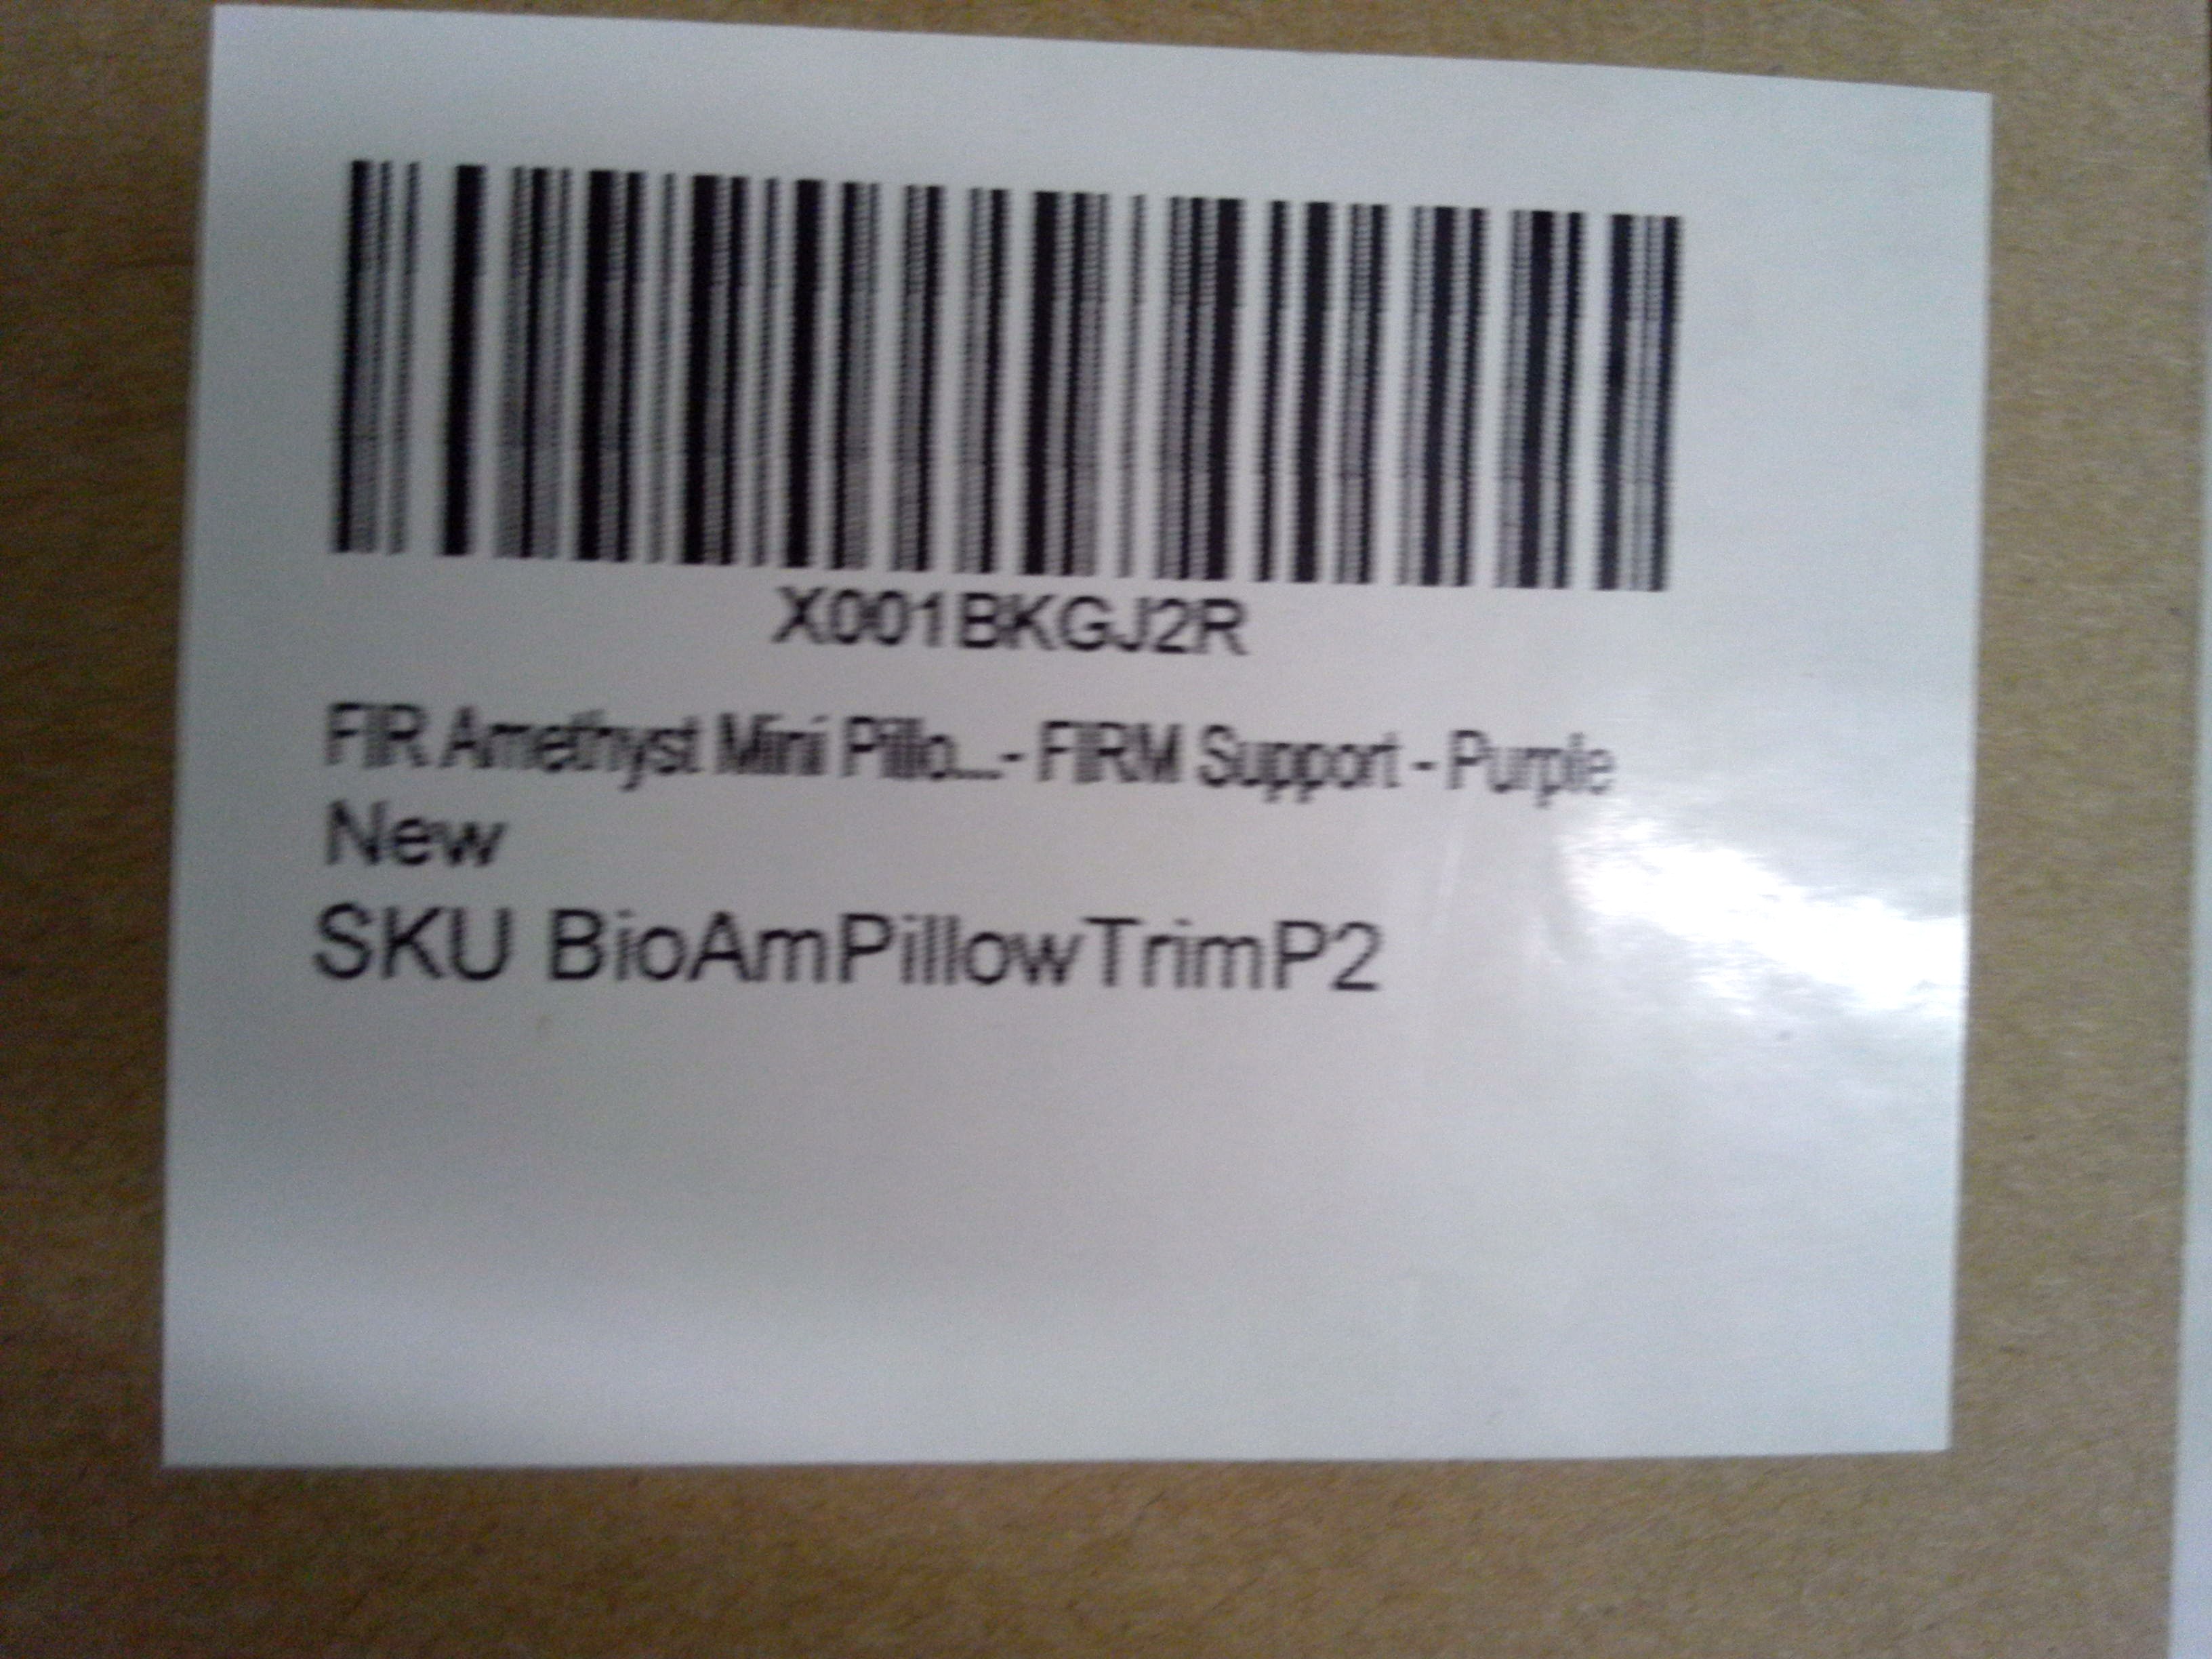 X001BKGJ2R
FIR Amethyst Mini Pillo...- FIRM Support - Purple
New
SKU BioAmPillowTrimP2